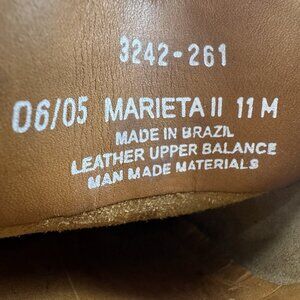 3242-261
06/05 MARIETA II 11 M
MADE IN BRAZIL
LEATHER UPPER BALANCE
MAN MADE MATERIALS